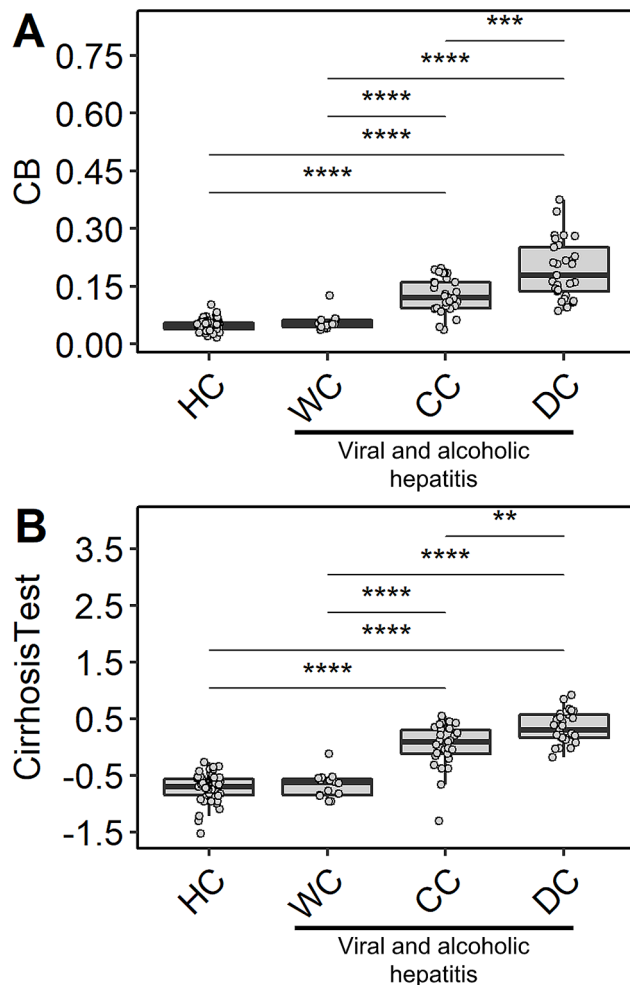 A
***
0.75
****
0.60
****
****
0.45
****
CB
0.30
0.15
0.00
HC
WC
CC
DC
Viral and alcoholic
hepatitis
B
**
3.5
****
2.5
****
****
1.5
****
CirrhosisTest
0.5
-0.5
-1.5
HC
WC
CC
DC
Viral and alcoholic
hepatitis